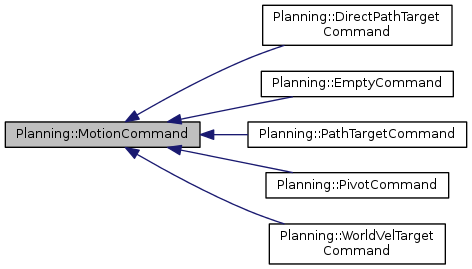 Planning::DirectPathTarget
Command
Planning::EmptyCommand
Planning::MotionCommand
Planning::PathTargetCommand
Planning::PivotCommand
Planning::WorldVelTarget
Command